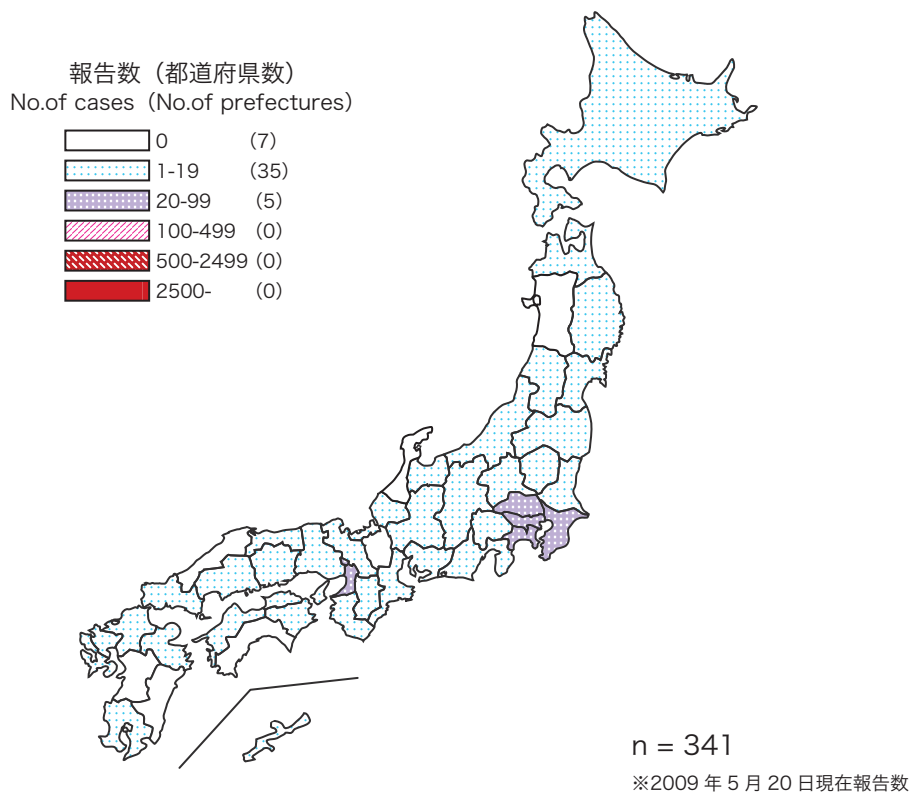 報告数（都道府県数）
No.of cases（No.of prefectures）
0 (7)
1-19 (35)
20-99 (5)
100-499 (0)
500-2499 (0)
2500- (0)
n = 341
※2009 年 5 月 20 日現在報告数